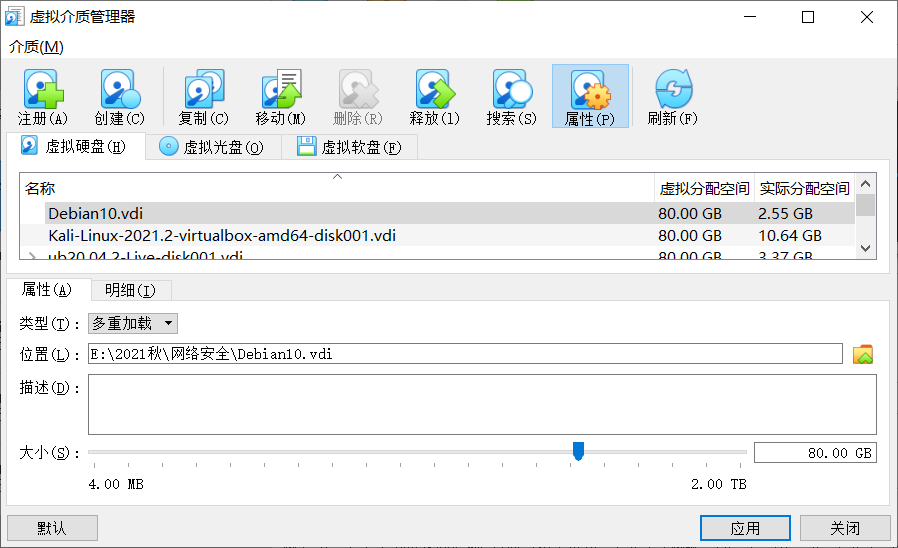 虚拟介质管理器
介质(M)
注册(A) 创建(C) 复制(C) 移动(M) 删除(R) 释放(l) 搜索(S) 属性(P) 刷新(F)
虚拟硬盘(H) 虚拟光盘(O) 虚拟软盘(F)
名称 虚拟分配空间 实际分配空间
Debian10.vdi 80.00 GB 2.55 GB
Kali-Linux-2021.2-virtualbox-amd64-disk001.vdi 80.00 GB 10.64 GB
ub20.04.2-Live-disk001.vdi 80.00 GB 3.37 GB
属性(A) 明细(I)
类型(T): 多重加载
位置(L): E:\2021秋\网络安全\Debian10.vdi
描述(D):
大小(S): 80.00 GB
4.00 MB 2.00 TB
默认 应用 关闭